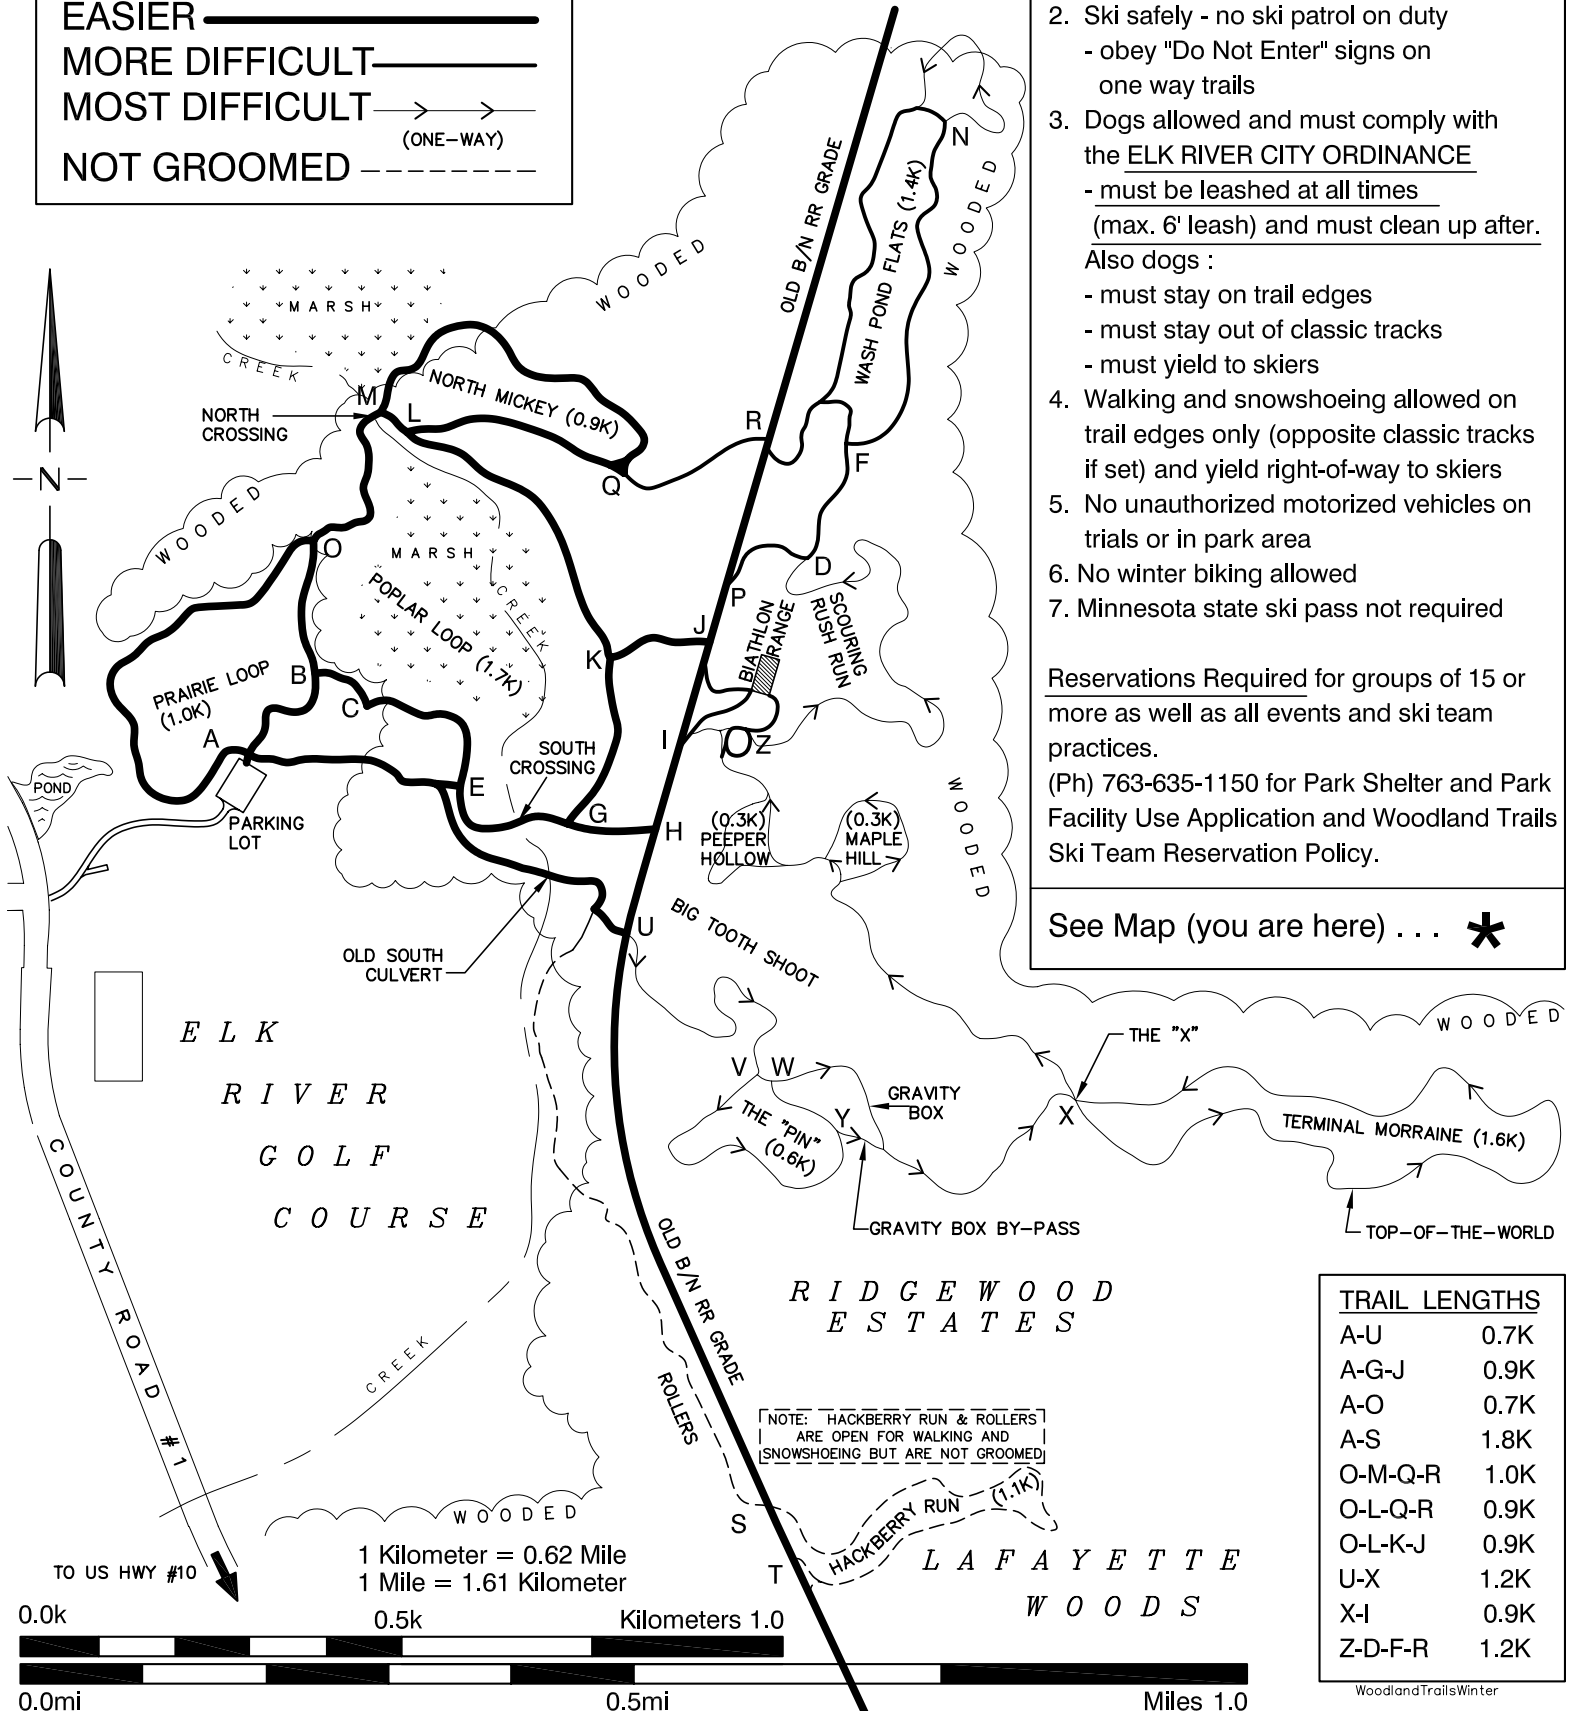 EASIER
MORE DIFFICULT
MOST DIFFICULT
(ONE-WAY)
NOT GROOMED
2. Ski safely - no ski patrol on duty
- obey "Do Not Enter" signs on
one way trails
3. Dogs allowed and must comply with
the ELK RIVER CITY ORDINANCE
- must be leashed at all times
(max. 6' leash) and must clean up after.
Also dogs :
- must stay on trail edges
- must stay out of classic tracks
- must yield to skiers
4. Walking and snowshoeing allowed on
trail edges only (opposite classic tracks
if set) and yield right-of-way to skiers
5. No unauthorized motorized vehicles on
trials or in park area
6. No winter biking allowed
7. Minnesota state ski pass not required
Reservations Required for groups of 15 or
more as well as all events and ski team
practices.
(Ph) 763-635-1150 for Park Shelter and Park
Facility Use Application and Woodland Trails
Ski Team Reservation Policy.
See Map (you are here) . . . *
N
OLD B/N RR GRADE
WASH POND FLATS (1.4K)
WOODED
WOODED
MARSH
CREEK
M
L
NORTH MICKEY (0.9K)
NORTH
CROSSING
R
F
Q
-N-
WOODED
O
MARSH
CREEK
POPLAR LOOP (1.7K)
D
P
BIATHLON
RANGE
SCOURING
RUSH RUN
J
K
B
PRAIRIE LOOP
(1.0K)
C
A
I
Z
SOUTH
CROSSING
E
POND
G
H
PARKING
LOT
(0.3K)
PEEPER
HOLLOW
(0.3K)
MAPLE
HILL
WOODED
U
BIG TOOTH SHOOT
OLD SOUTH
CULVERT
WOODED
THE "X"
ELK
RIVER
GOLF
COURSE
V
W
GRAVITY
BOX
Y
X
THE "PIN"
(0.6K)
TERMINAL MORRAINE (1.6K)
GRAVITY BOX BY-PASS
TOP-OF-THE-WORLD
COUNTY ROAD #1
OLD B/N RR GRADE
RIDGEWOOD
ESTATES
CREEK
ROLLERS
NOTE: HACKBERRY RUN & ROLLERS
ARE OPEN FOR WALKING AND
SNOWSHOEING BUT ARE NOT GROOMED
HACKBERRY RUN
(1.1K)
S
T
WOODED
LAFAYETTE
WOODS
TO US HWY #10
1 Kilometer = 0.62 Mile
1 Mile = 1.61 Kilometer
0.0k 0.5k Kilometers 1.0
0.0mi 0.5mi Miles 1.0
TRAIL LENGTHS
A-U 0.7K
A-G-J 0.9K
A-O 0.7K
A-S 1.8K
O-M-Q-R 1.0K
O-L-Q-R 0.9K
O-L-K-J 0.9K
U-X 1.2K
X-I 0.9K
Z-D-F-R 1.2K
WoodlandTrailsWinter